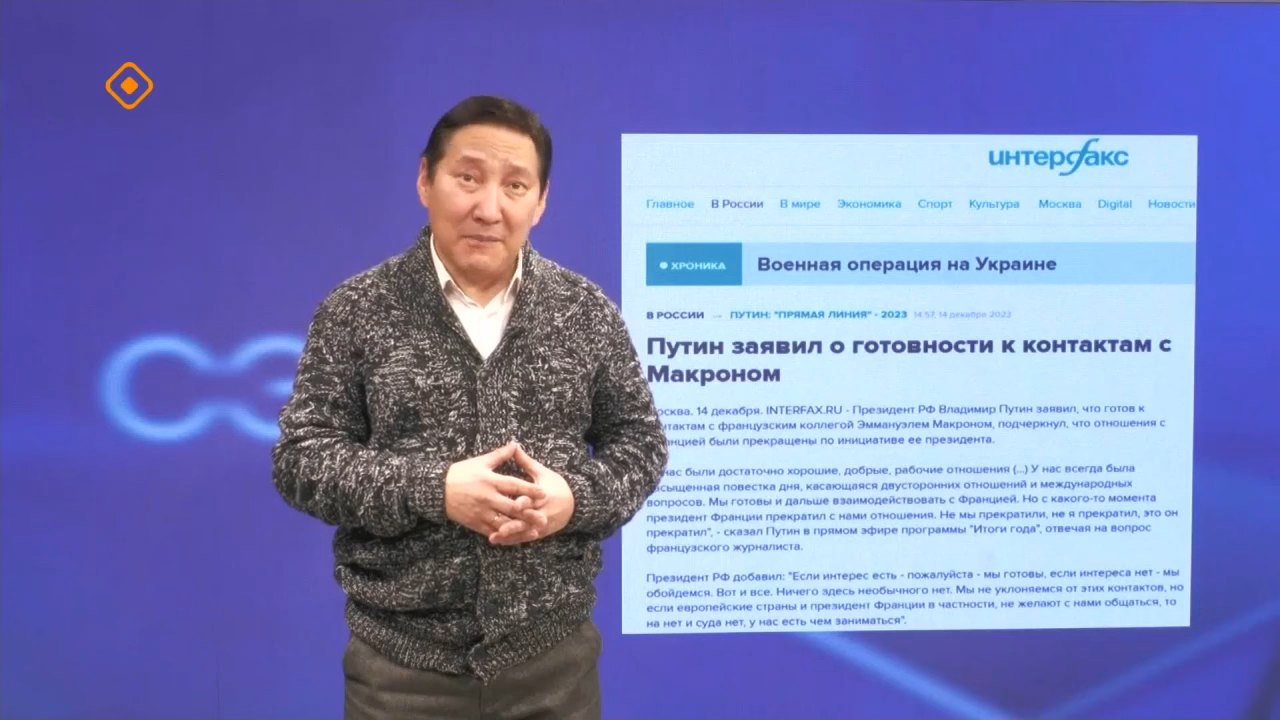 СЭ
интерфакс
Главное В России В мире Экономика Спорт Культура Москва Digital Новости
ХРОНИКА Военная операция на Украине
В РОССИИ → ПУТИН: "ПРЯМАЯ ЛИНИЯ" - 2023 14:57, 14 декабря 2023
Путин заявил о готовности к контактам с
Макроном
осква. 14 декабря. INTERFAX.RU - Президент РФ Владимир Путин заявил, что готов к
нтактам с французским коллегой Эммануэлем Макроном, подчеркнул, что отношения с
анцией были прекращены по инициативе ее президента.
нас были достаточно хорошие, добрые, рабочие отношения (...) У нас всегда была
сыщенная повестка дня, касающаяся двусторонних отношений и международных
вопросов. Мы готовы и дальше взаимодействовать с Францией. Но с какого-то момента
президент Франции прекратил с нами отношения. Не мы прекратили, не я прекратил, это он
прекратил", - сказал Путин в прямом эфире программы "Итоги года", отвечая на вопрос
французского журналиста.
Президент РФ добавил: "Если интерес есть - пожалуйста - мы готовы, если интереса нет - мы
обойдемся. Вот и все. Ничего здесь необычного нет. Мы не уклоняемся от этих контактов, но
если европейские страны и президент Франции в частности, не желают с нами общаться, то
на нет и суда нет, у нас есть чем заниматься".